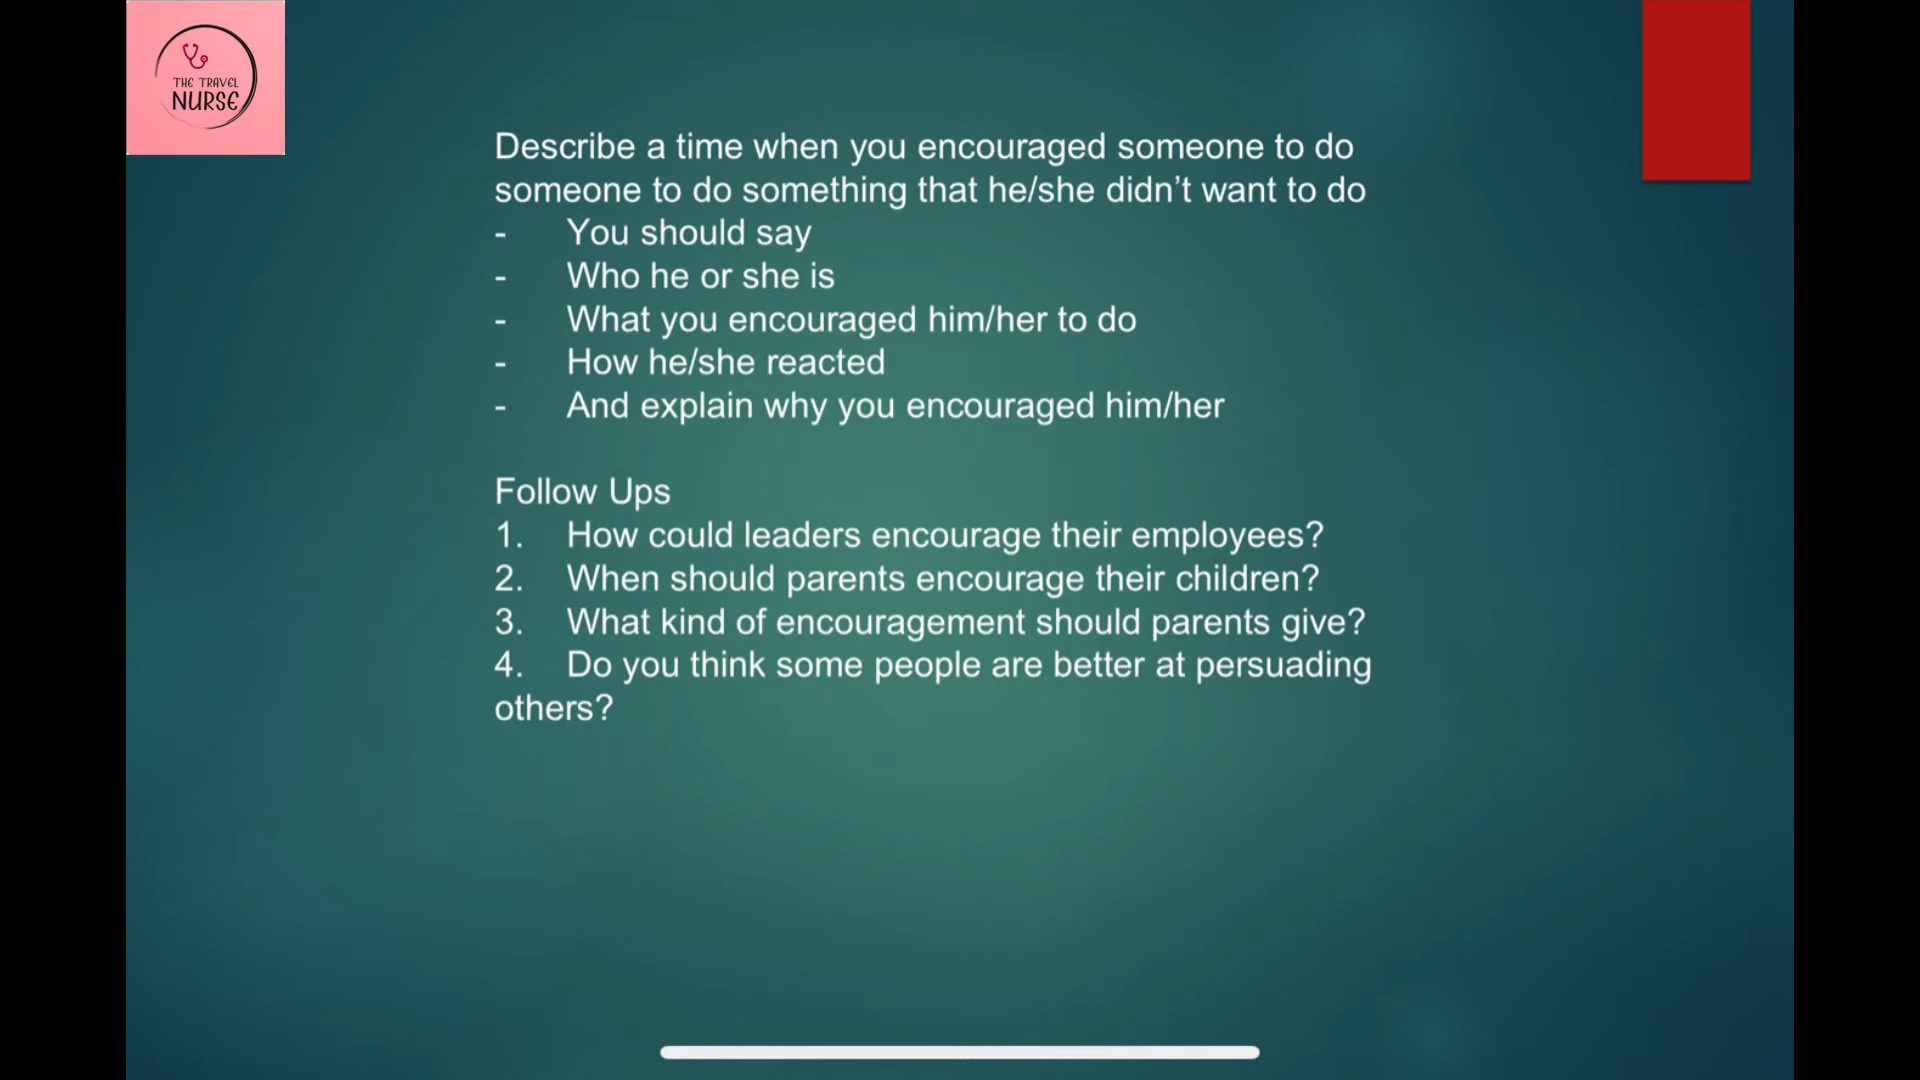 THE TRAVEL
NURSE
Describe a time when you encouraged someone to do
someone to do something that he/she didn’t want to do
- You should say
- Who he or she is
- What you encouraged him/her to do
- How he/she reacted
- And explain why you encouraged him/her
Follow Ups
1. How could leaders encourage their employees?
2. When should parents encourage their children?
3. What kind of encouragement should parents give?
4. Do you think some people are better at persuading
others?